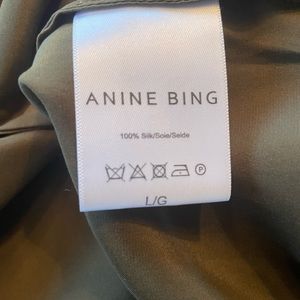 ANINE BING
100% Silk/Soie/Seide
P
L/G